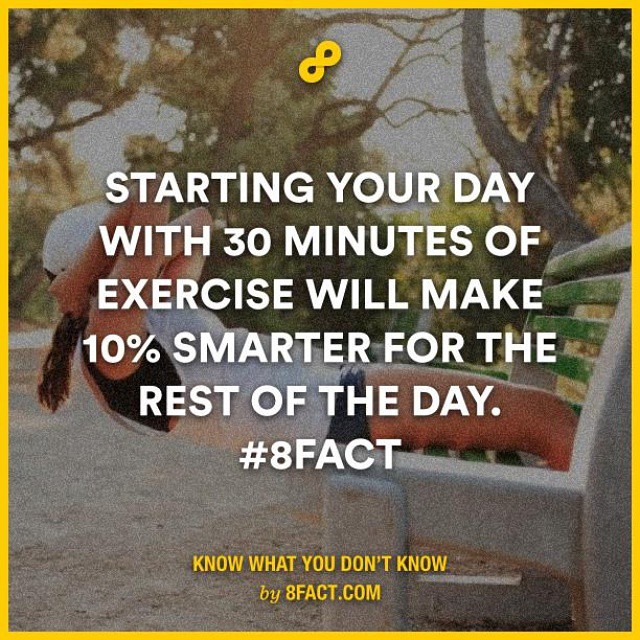 STARTING YOUR DAY
WITH 30 MINUTES OF
EXERCISE WILL MAKE
10% SMARTER FOR THE
REST OF THE DAY.
#8FACT
KNOW WHAT YOU DON'T KNOW
by 8FACT.COM